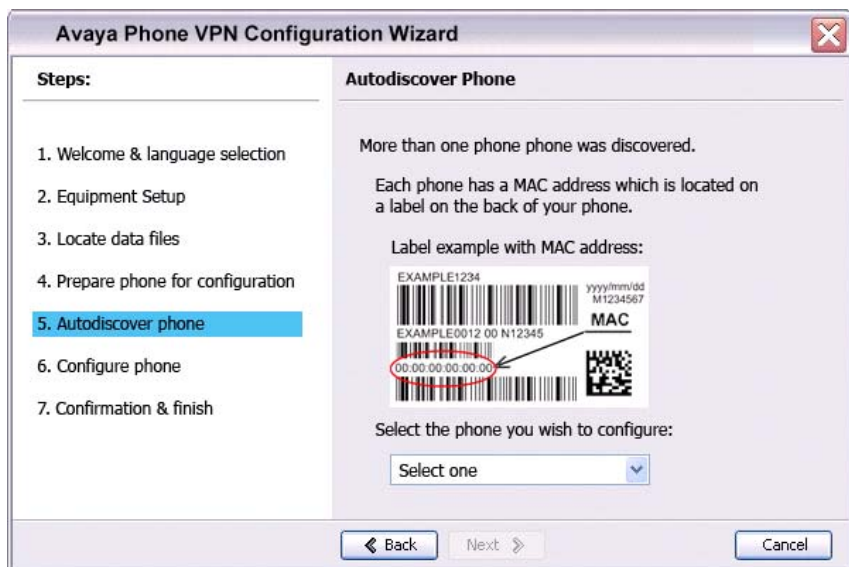 Avaya Phone VPN Configuration Wizard
Steps:
1. Welcome & language selection
2. Equipment Setup
3. Locate data files
4. Prepare phone for configuration
5. Autodiscover phone
6. Configure phone
7. Confirmation & finish
Autodiscover Phone
More than one phone phone was discovered.
Each phone has a MAC address which is located on
a label on the back of your phone.
Label example with MAC address:
EXAMPLE1234
yyyy/mm/dd
M1234567
MAC
EXAMPLE0012 00 N12345
00:00:00:00:00:00
Select the phone you wish to configure:
Select one
Back
Next
Cancel